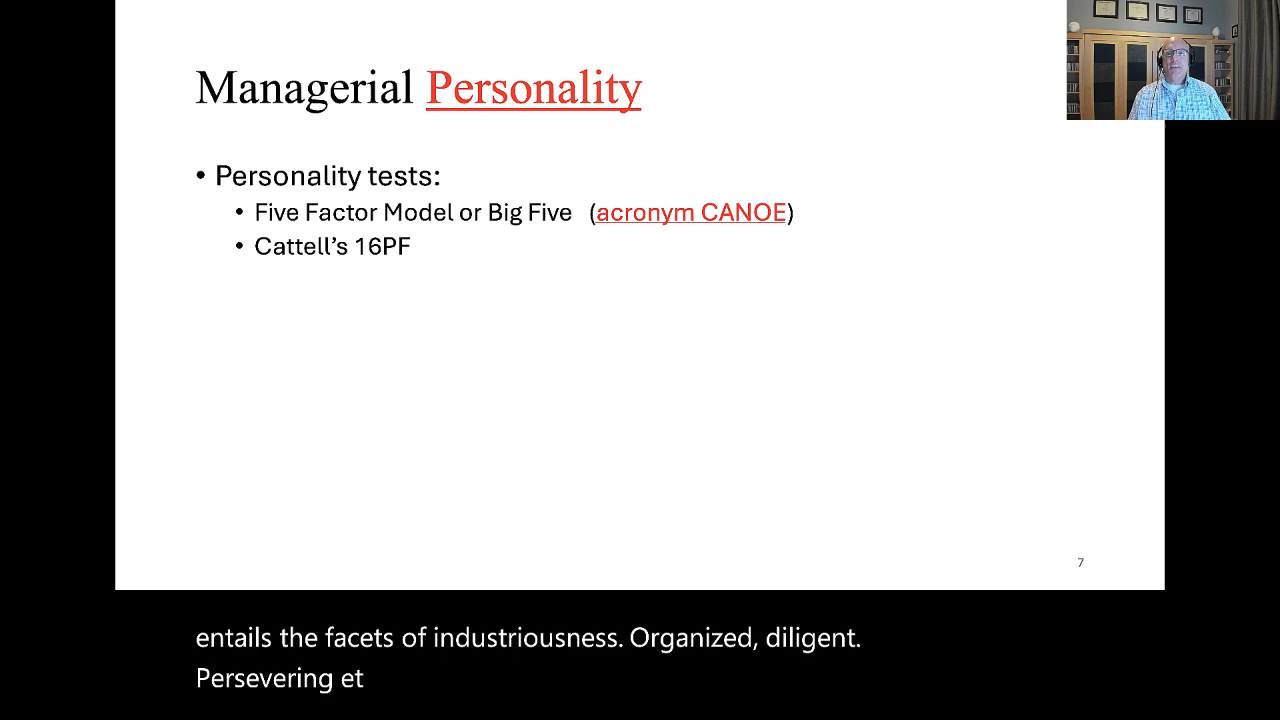 Managerial Personality
• Personality tests:
• Five Factor Model or Big Five (acronym CANOE)
• Cattell’s 16PF
7
entails the facets of industriousness. Organized, diligent.
Persevering et